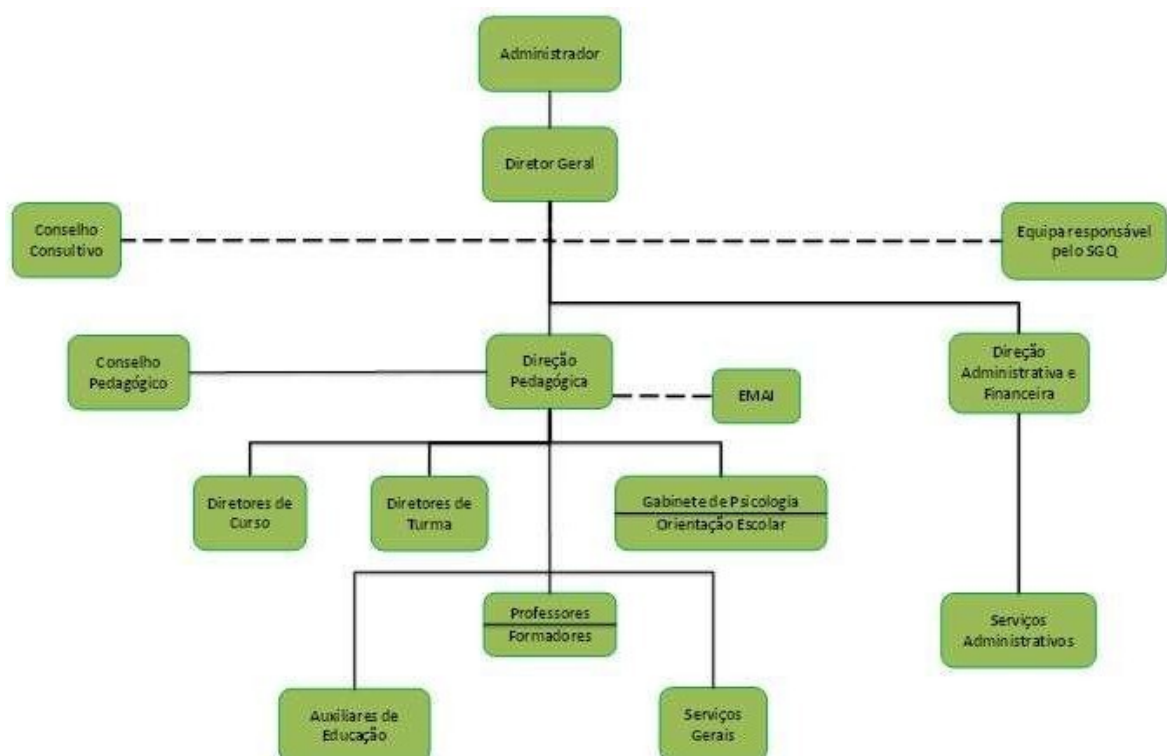 Administrador
Diretor Geral
Conselho
Consultivo
Equipa responsável
pelo SGQ
Conselho
Pedagógico
Direção
Pedagógica
EMAI
Direção
Administrativa e
Financeira
Diretores de
Curso
Diretores de
Turma
Gabinete de Psicologia
Orientação Escolar
Professores
Formadores
Serviços
Administrativos
Auxiliares de
Educação
Serviços
Gerais